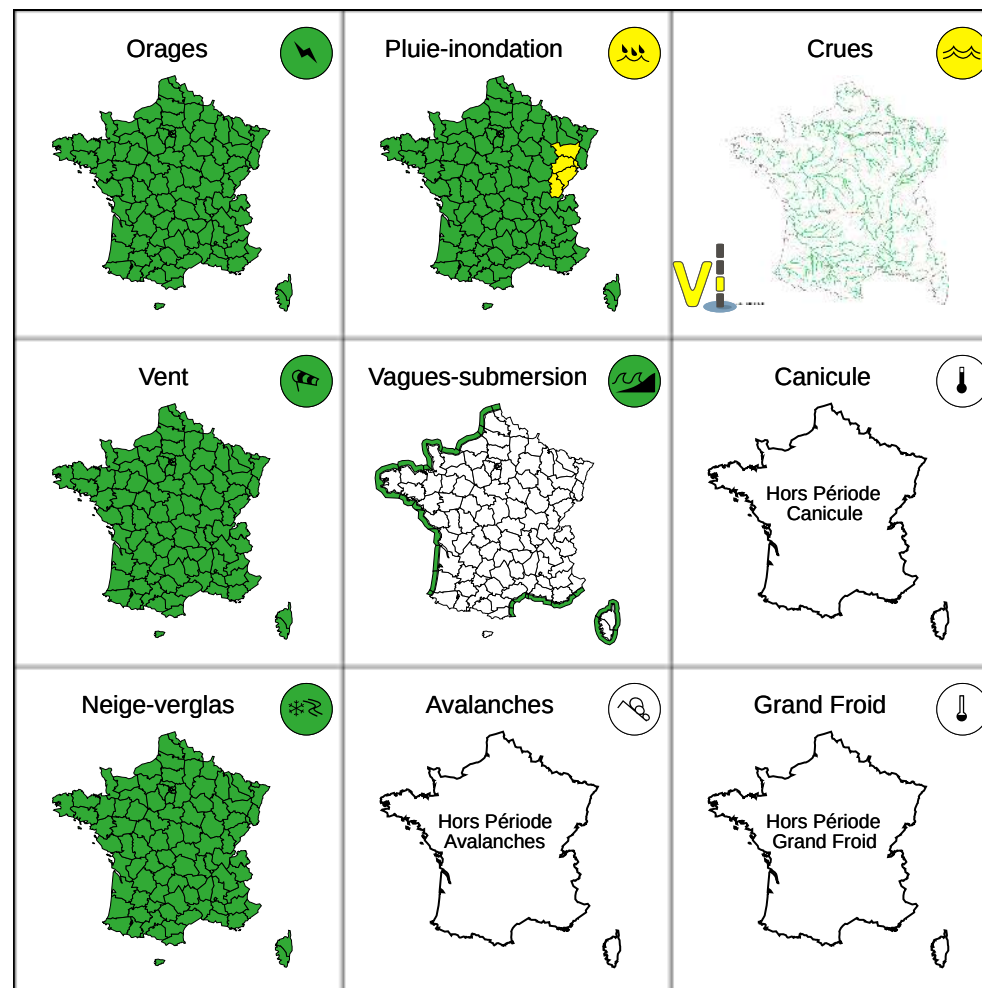 Orages
Pluie-inondation
Crues
Vi
Vent
Vagues-submersion
Canicule
Hors Période
Canicule
Neige-verglas
Avalanches
Grand Froid
Hors Période
Avalanches
Hors Période
Grand Froid